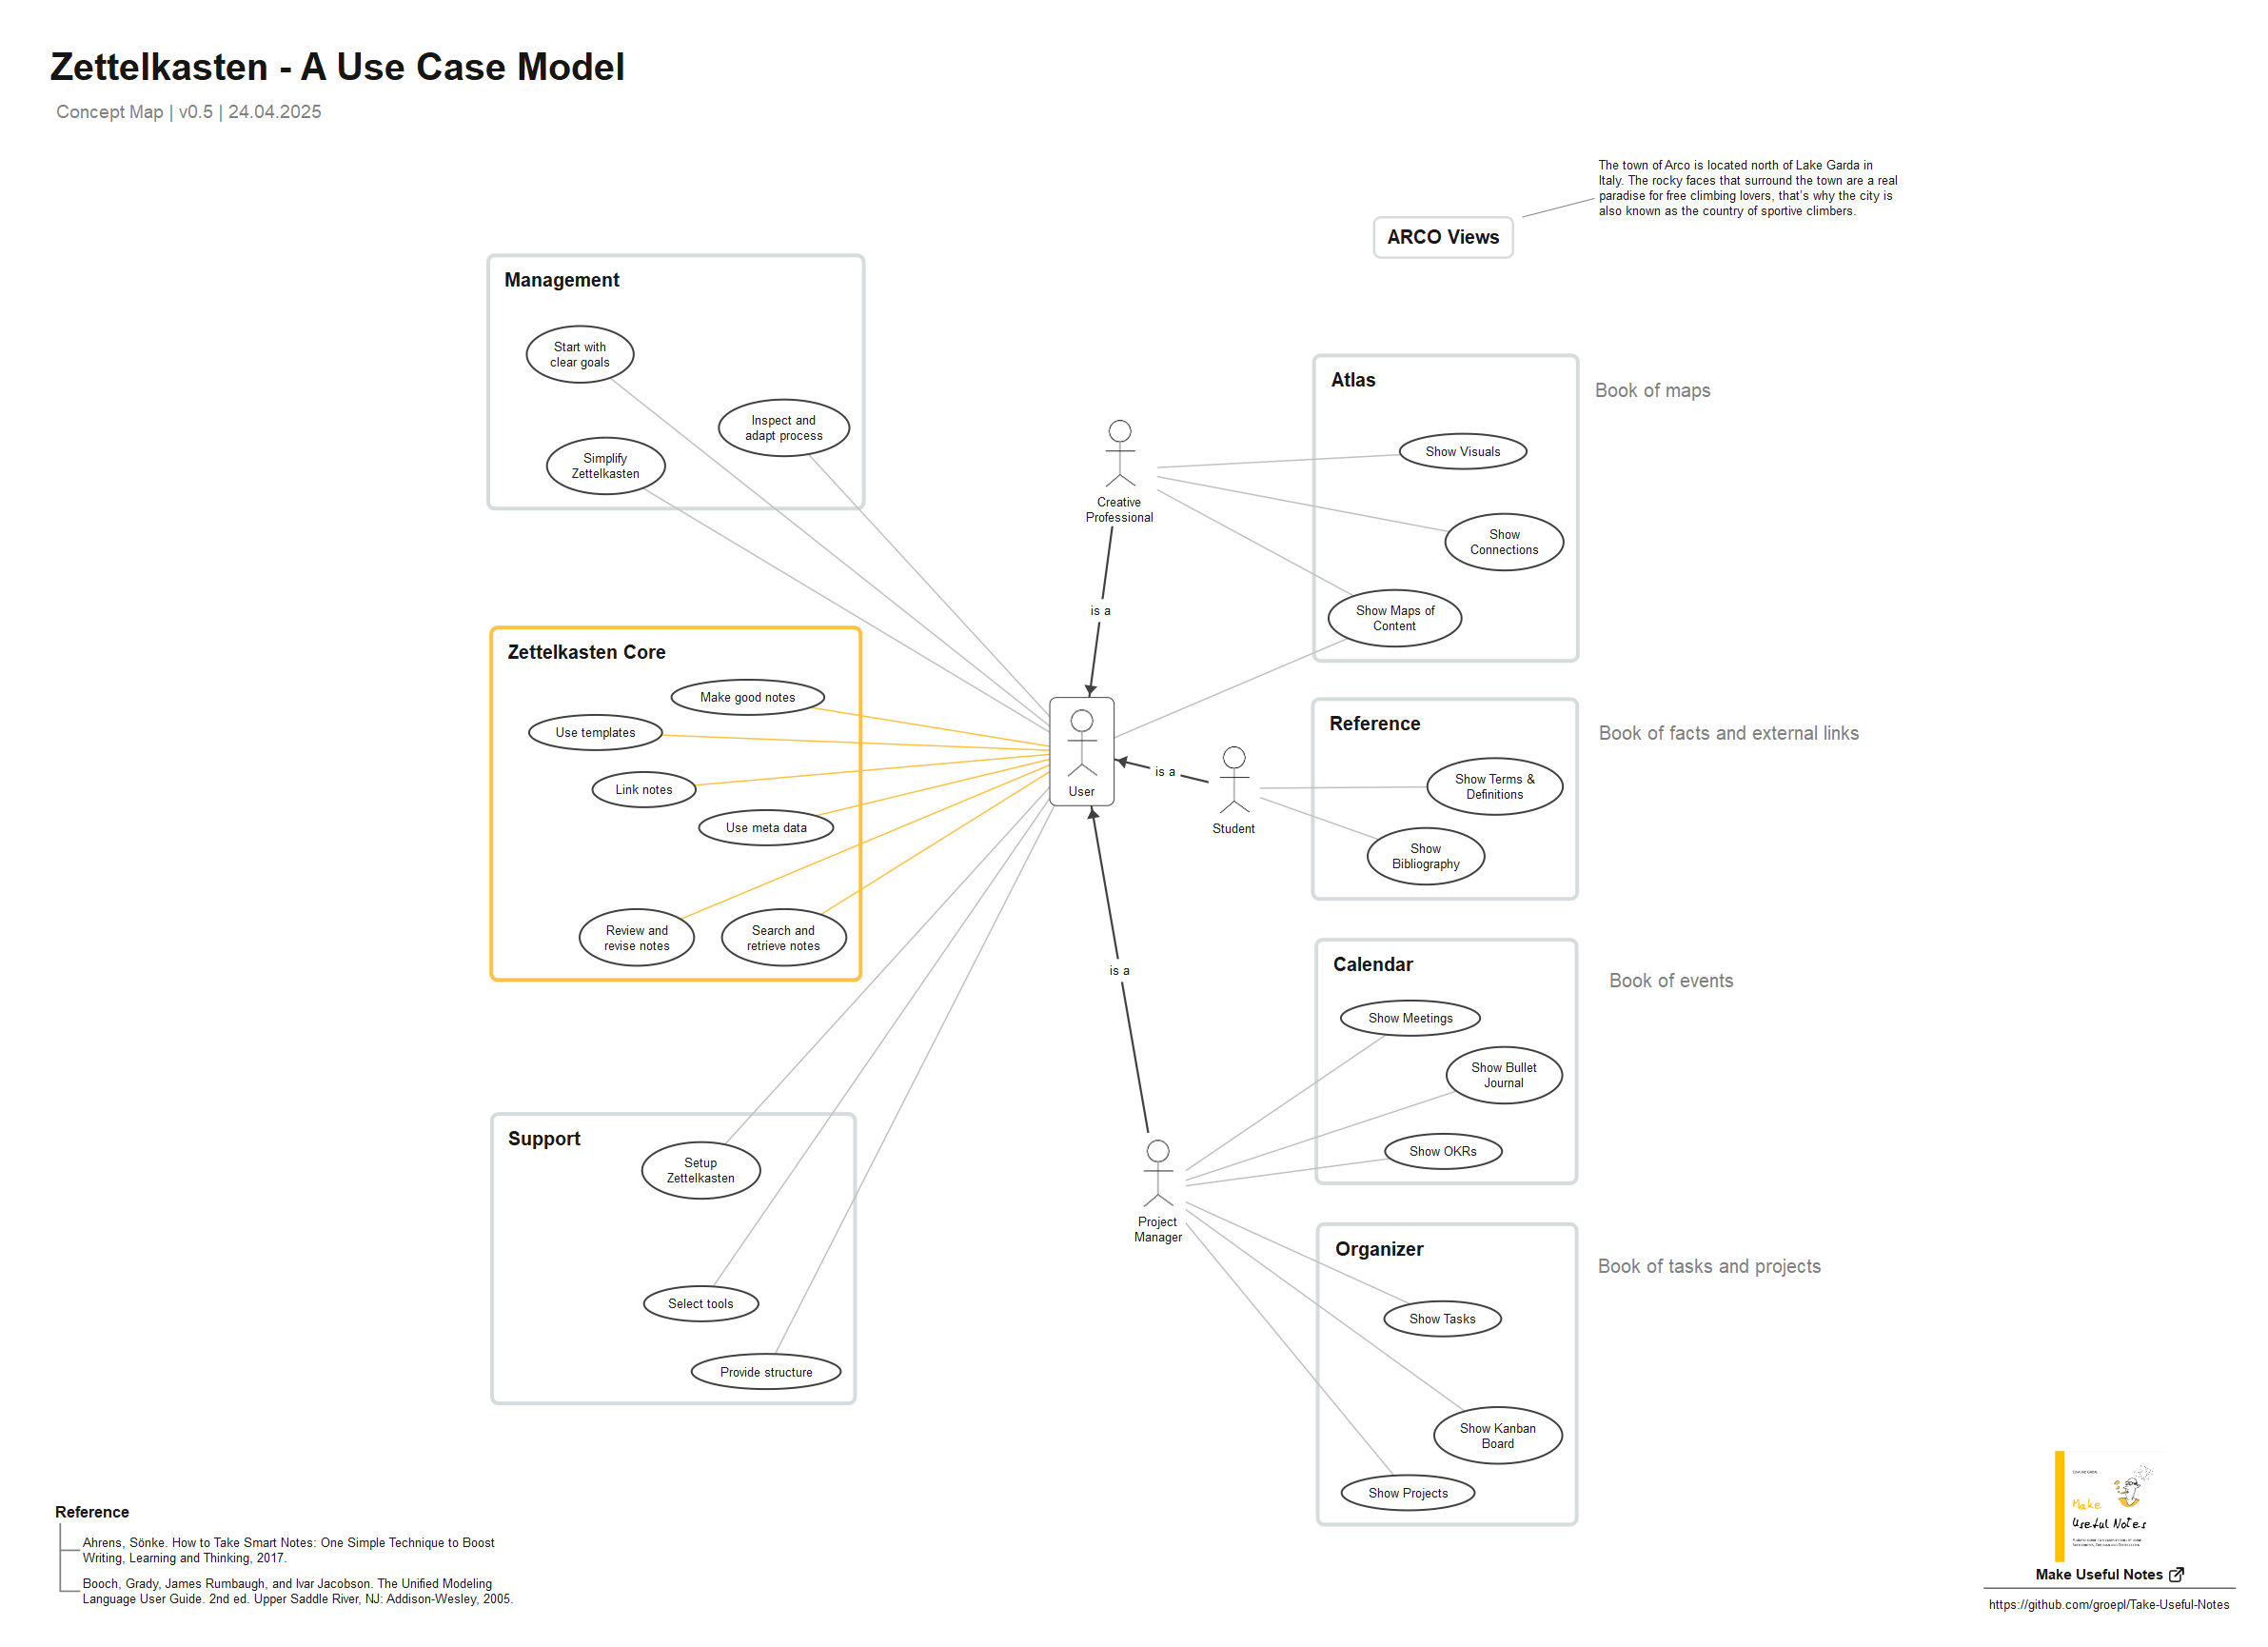 Zettelkasten - A Use Case Model
Concept Map | v0.5 | 24.04.2025
The town of Arco is located north of Lake Garda in
Italy. The rocky faces that surround the town are a real
paradise for free climbing lovers, that's why the city is
also known as the country of sportive climbers.
ARCO Views
Management
Start with
clear goals
Inspect and
adapt process
Simplify
Zettelkasten
Zettelkasten Core
Make good notes
Use templates
Link notes
Use meta data
Review and
revise notes
Search and
retrieve notes
Support
Setup
Zettelkasten
Select tools
Provide structure
Creative
Professional
is a
User
is a
Student
is a
Project
Manager
Atlas
Book of maps
Show Visuals
Show
Connections
Show Maps of
Content
Reference
Book of facts and external links
Show Terms &
Definitions
Show
Bibliography
Calendar
Book of events
Show Meetings
Show Bullet
Journal
Show OKRs
Organizer
Book of tasks and projects
Show Tasks
Show Kanban
Board
Show Projects
Reference
Ahrens, Sönke. How to Take Smart Notes: One Simple Technique to Boost
Writing, Learning and Thinking, 2017.
Booch, Grady, James Rumbaugh, and Ivar Jacobson. The Unified Modeling
Language User Guide. 2nd ed. Upper Saddle River, NJ: Addison-Wesley, 2005.
Make
Useful Notes
Make Useful Notes
https://github.com/groepl/Take-Useful-Notes